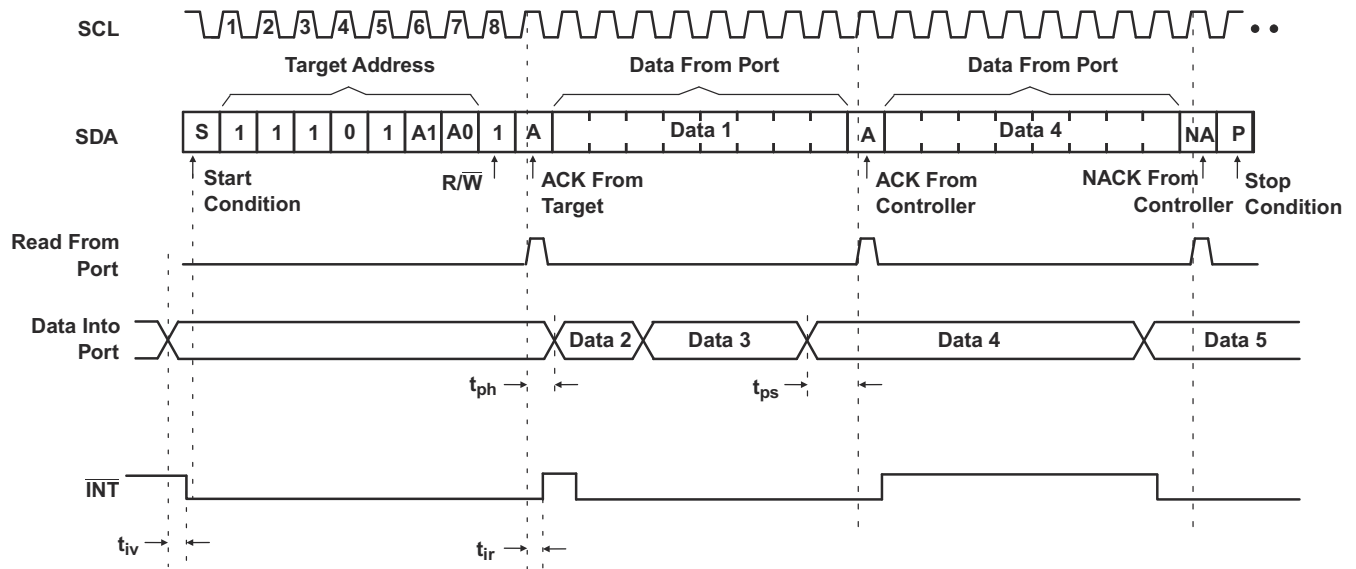 SCL 1 2 3 4 5 6 7 8 • •
Target Address Data From Port Data From Port
SDA S 1 1 1 0 1 A1 A0 1 A Data 1 A Data 4 NA P
Start Condition
R/W̅
ACK From Target
ACK From Controller
NACK From Controller
Stop Condition
Read From Port
Data Into Port
Data 2 Data 3 Data 4 Data 5
tph tps
I̅N̅T̅
tiv tir